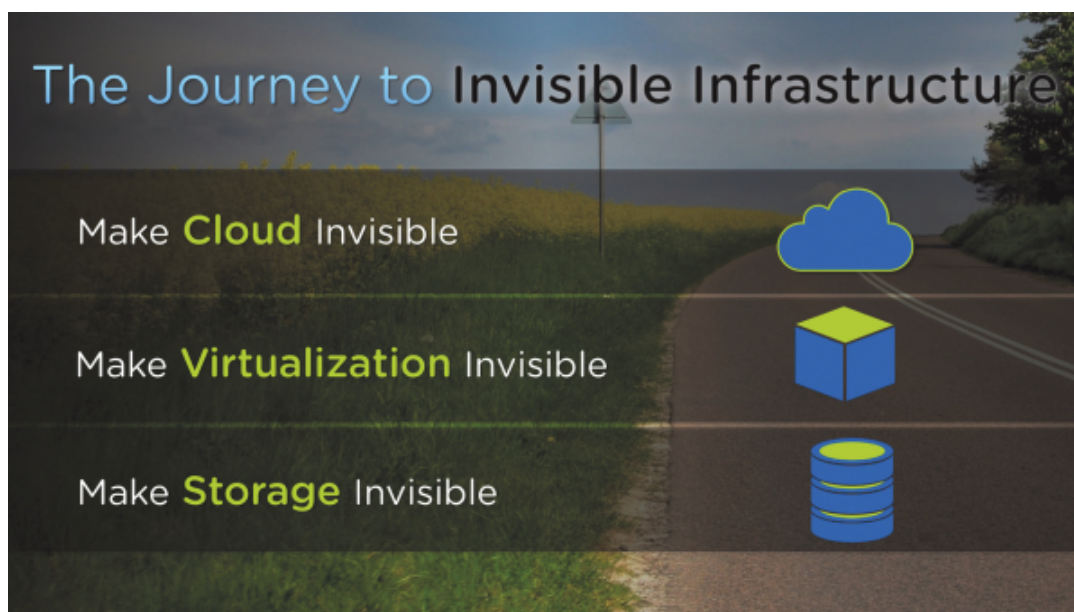 The Journey to Invisible Infrastructure
Make Cloud Invisible
Make Virtualization Invisible
Make Storage Invisible